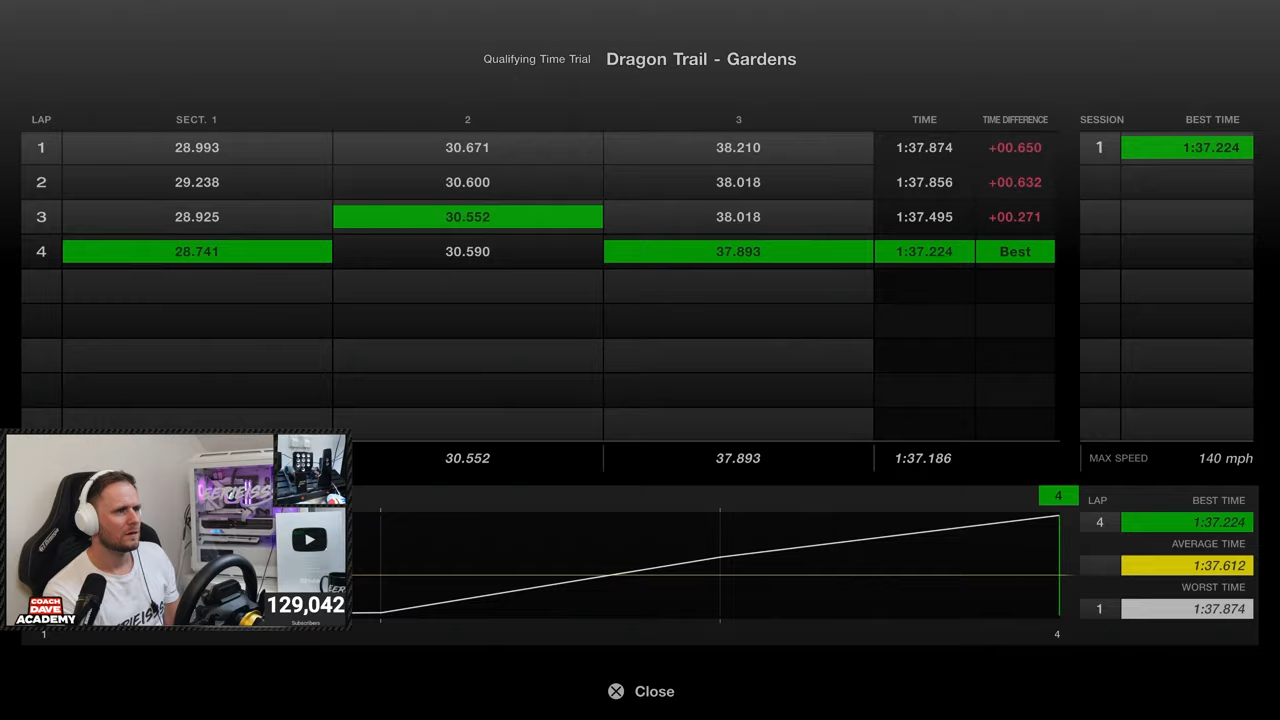 Qualifying Time Trial Dragon Trail - Gardens
LAP SECT. 1 2 3 TIME TIME DIFFERENCE SESSION BEST TIME
1 28.993 30.671 38.210 1:37.874 +00.650 1 1:37.224
2 29.238 30.600 38.018 1:37.856 +00.632
3 28.925 30.552 38.018 1:37.495 +00.271
4 28.741 30.590 37.893 1:37.224 Best
30.552 37.893 1:37.186 MAX SPEED 140 mph
4 LAP BEST TIME
4 1:37.224
AVERAGE TIME
1:37.612
WORST TIME
1 1:37.874
COACH
DAVE
ACADEMY
129,042
Subscribers
1 4
Close